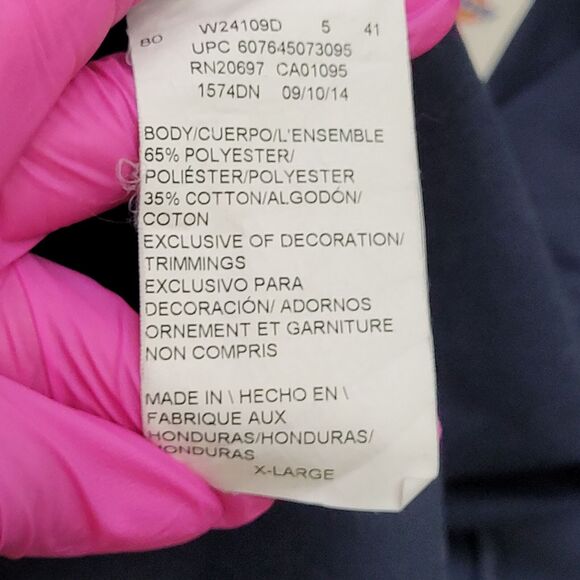 BO W24109D 5 41
UPC 607645073095
RN20697 CA01095
1574DN 09/10/14
BODY/CUERPO/L'ENSEMBLE
65% POLYESTER/
POLIÉSTER/POLYESTER
35% COTTON/ALGODÓN/
COTON
EXCLUSIVE OF DECORATION/
TRIMMINGS
EXCLUSIVO PARA
DECORACIÓN/ ADORNOS
ORNEMENT ET GARNITURE
NON COMPRIS
MADE IN \ HECHO EN \
FABRIQUE AUX
HONDURAS/HONDURAS/
HONDURAS
X-LARGE